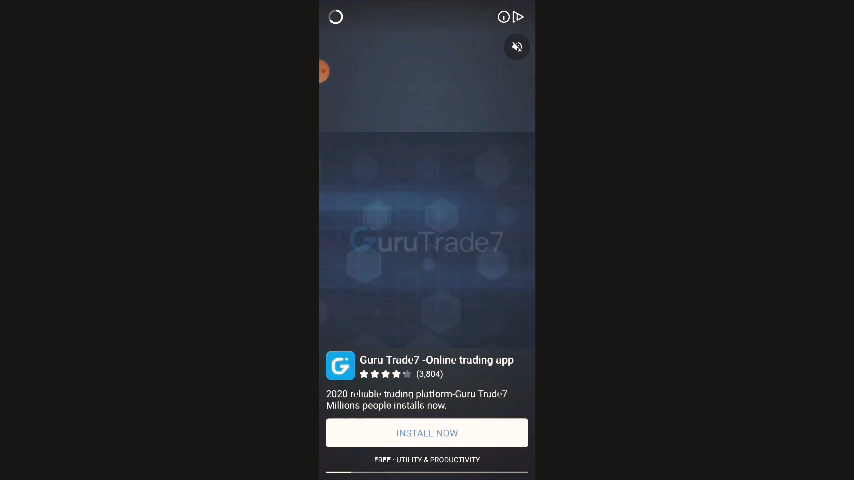 GuruTrade7
Guru Trade7 -Online trading app
(3,804)
2020 reliable trading platform-Guru Trade7
Millions people installs now.
INSTALL NOW
FREE · UTILITY & PRODUCTIVITY